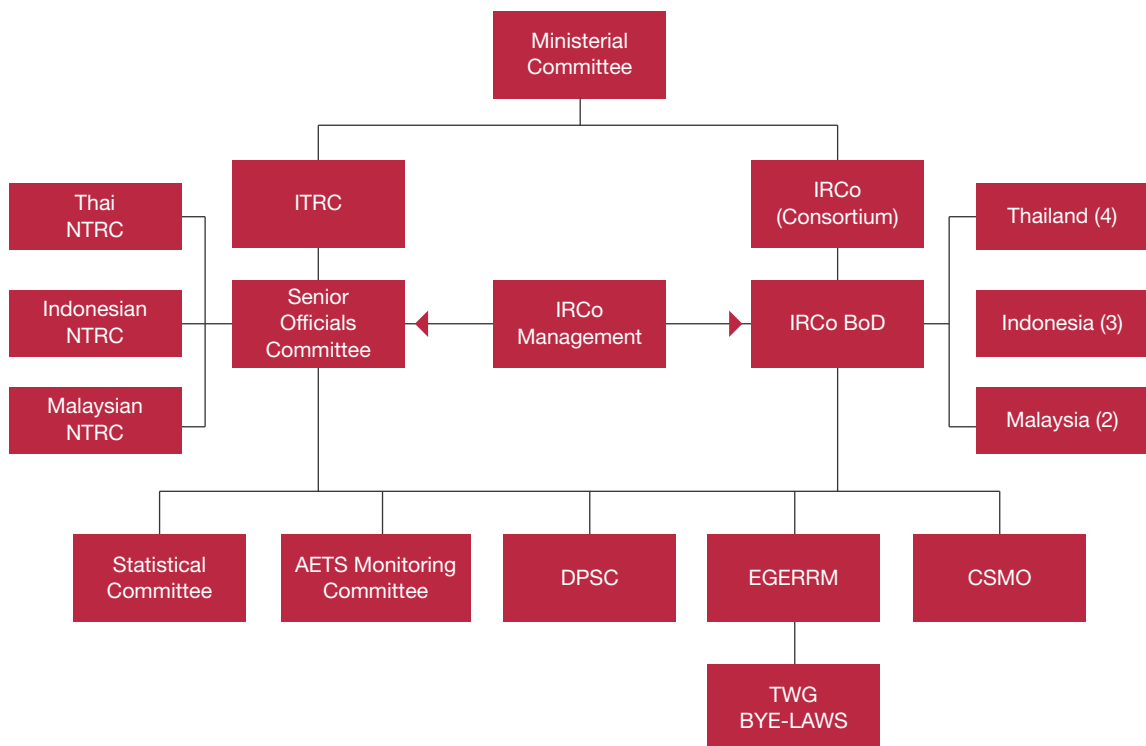 Ministerial
Committee
ITRC
IRCo
(Consortium)
Thai
NTRC
Thailand (4)
Indonesian
NTRC
Senior
Officials
Committee
IRCo
Management
IRCo BoD
Indonesia (3)
Malaysian
NTRC
Malaysia (2)
Statistical
Committee
AETS Monitoring
Committee
DPSC
EGERRM
CSMO
TWG
BYE-LAWS